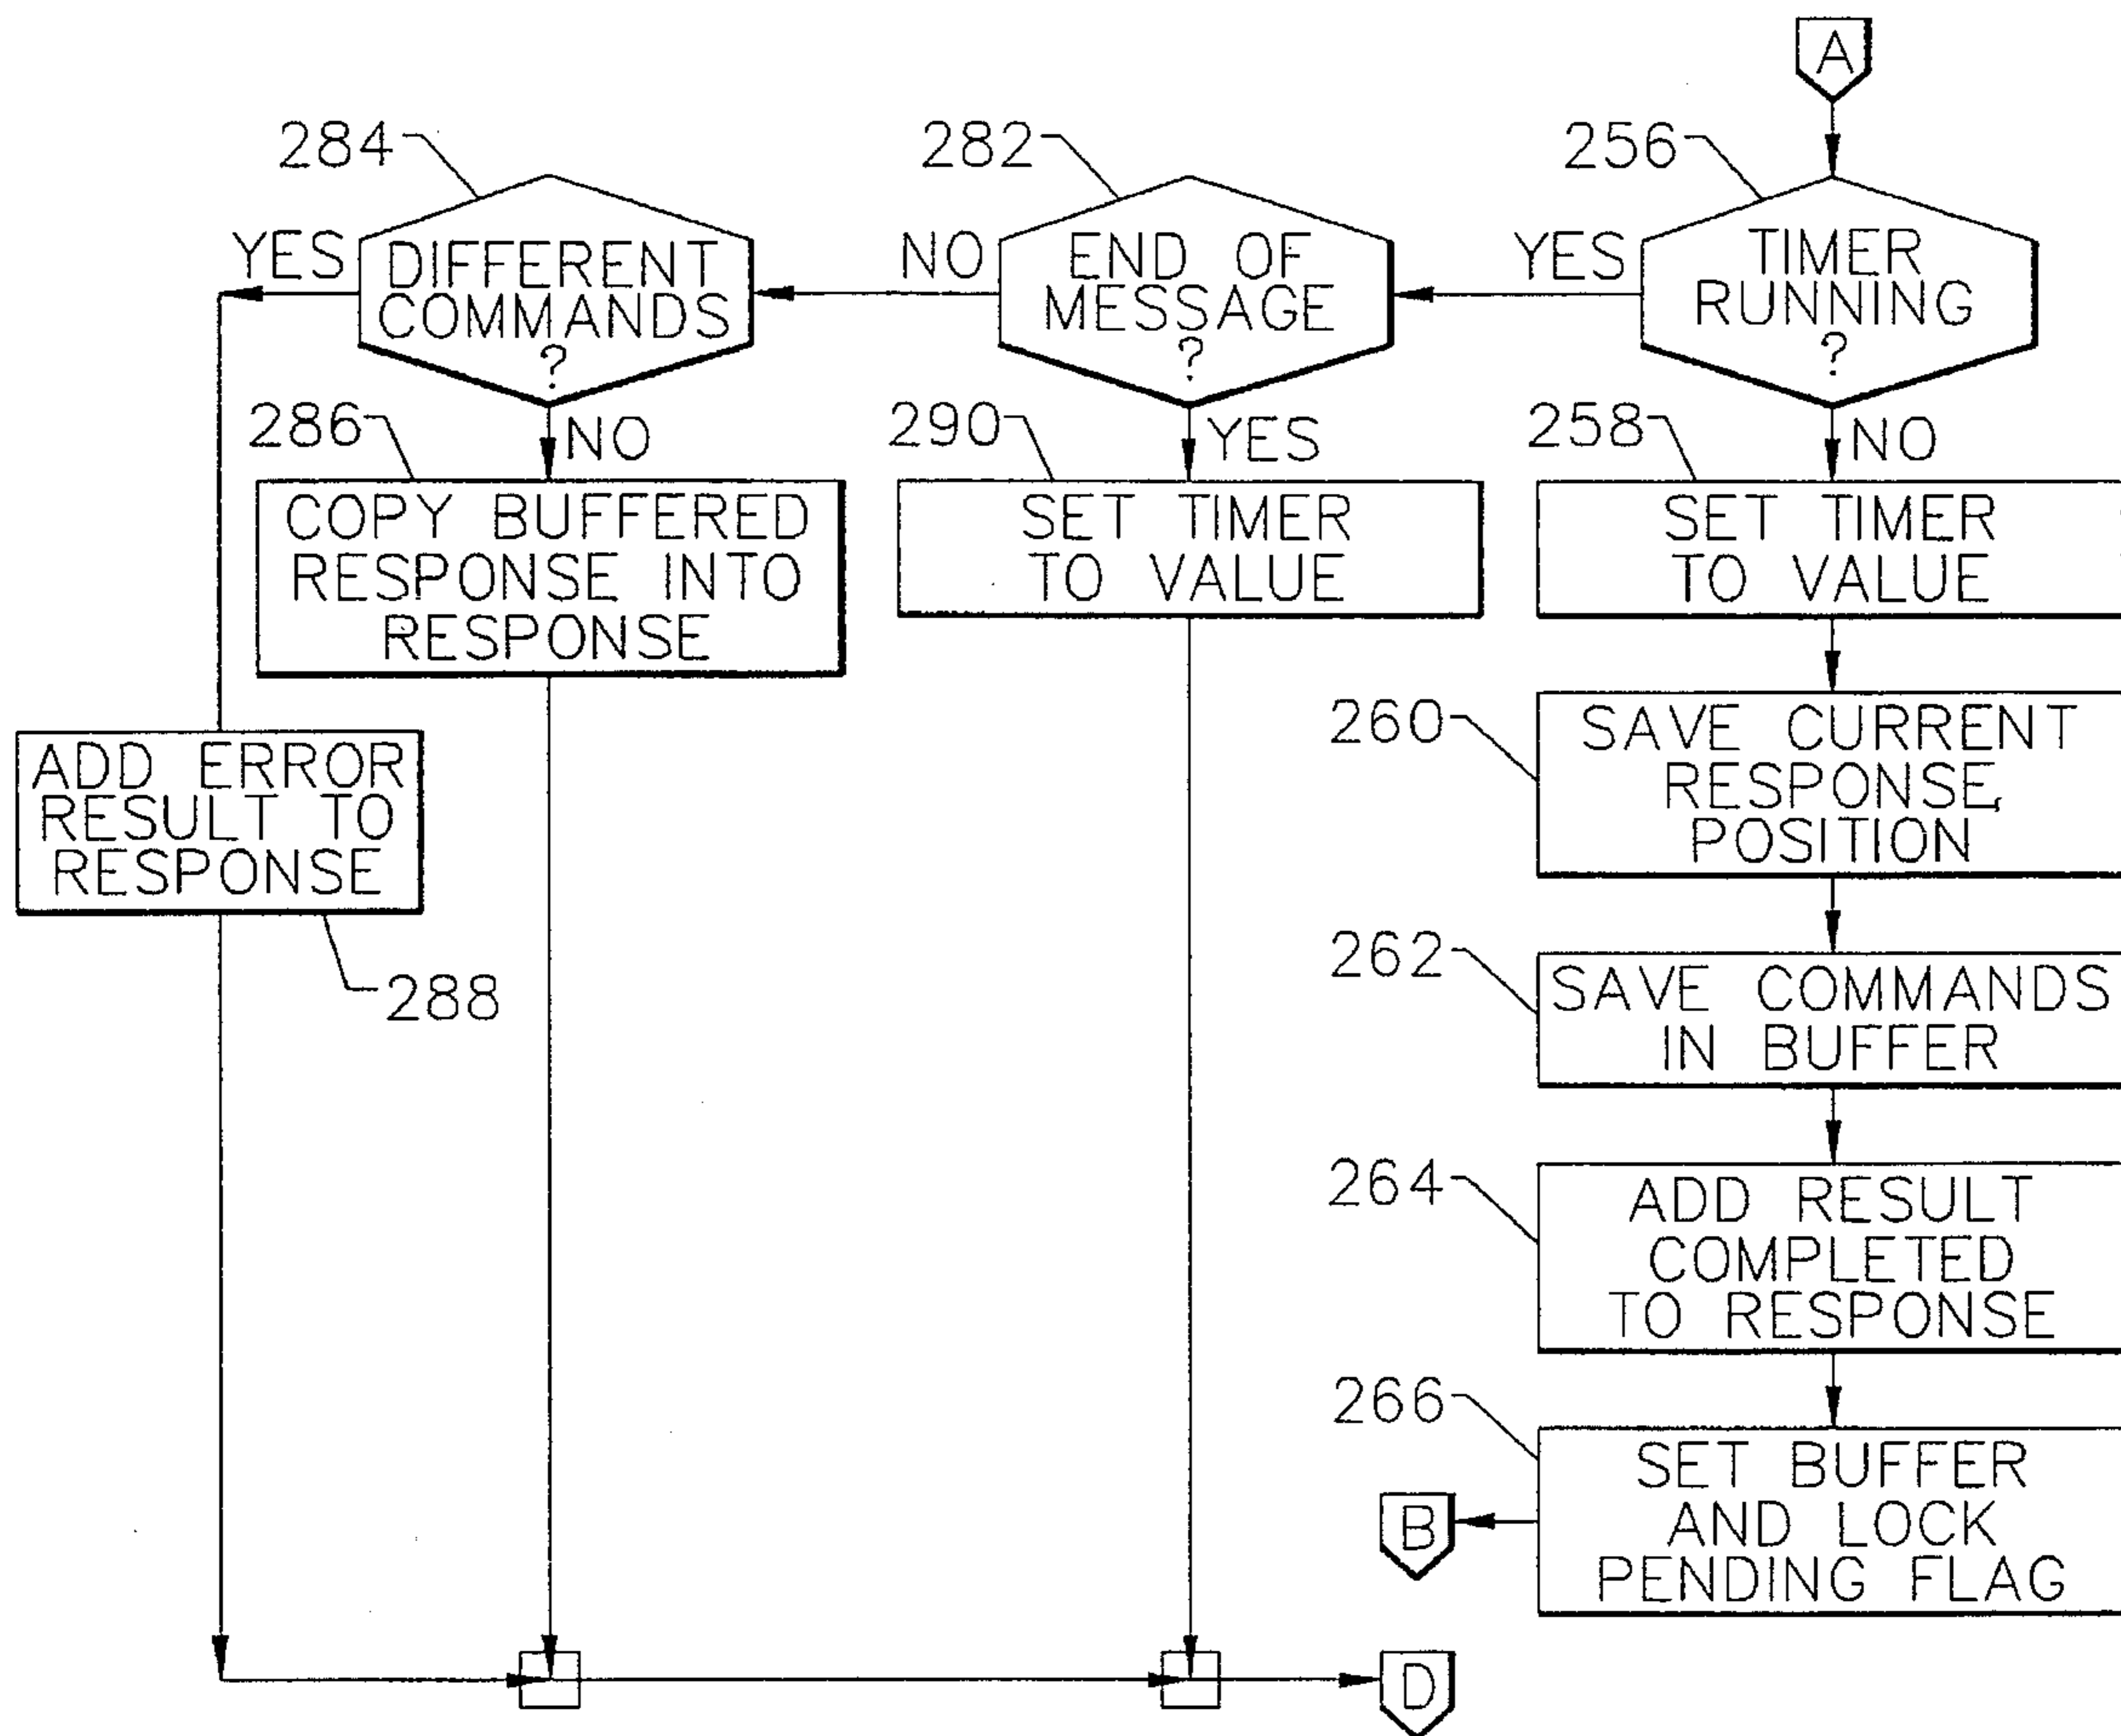 A
284
282
256
YES
DIFFERENT
COMMANDS
?
NO
END OF
MESSAGE
?
YES
TIMER
RUNNING
?
286
NO
290
YES
258
NO
COPY BUFFERED
RESPONSE INTO
RESPONSE
SET TIMER
TO VALUE
SET TIMER
TO VALUE
260
SAVE CURRENT
RESPONSE
POSITION
ADD ERROR
RESULT TO
RESPONSE
288
262
SAVE COMMANDS
IN BUFFER
264
ADD RESULT
COMPLETED
TO RESPONSE
266
SET BUFFER
AND LOCK
PENDING FLAG
B
D